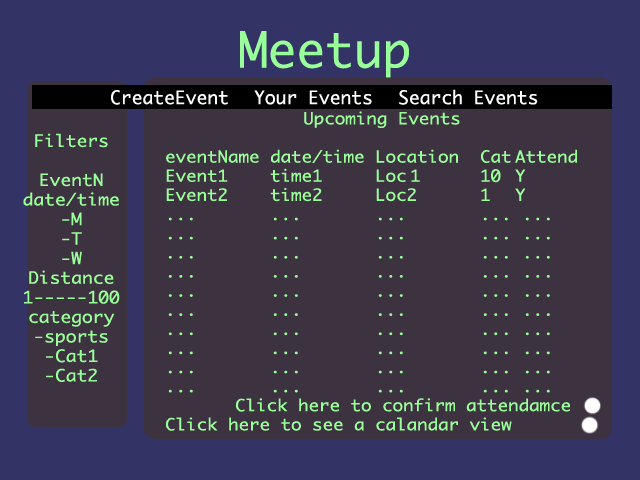 Meetup
CreateEvent Your Events Search Events
Filters
EventN
date/time
-M
-T
-W
Distance
1-----100
category
-sports
-Cat1
-Cat2
Upcoming Events
eventName date/time Location Cat Attend
Event1 time1 Loc1 10 Y
Event2 time2 Loc2 1 Y
... ... ... ... ...
... ... ... ... ...
... ... ... ... ...
... ... ... ... ...
... ... ... ... ...
... ... ... ... ...
... ... ... ... ...
... ... ... ... ...
... ... ... ... ...
... ... ... ... ...
Click here to confirm attendamce
Click here to see a calandar view